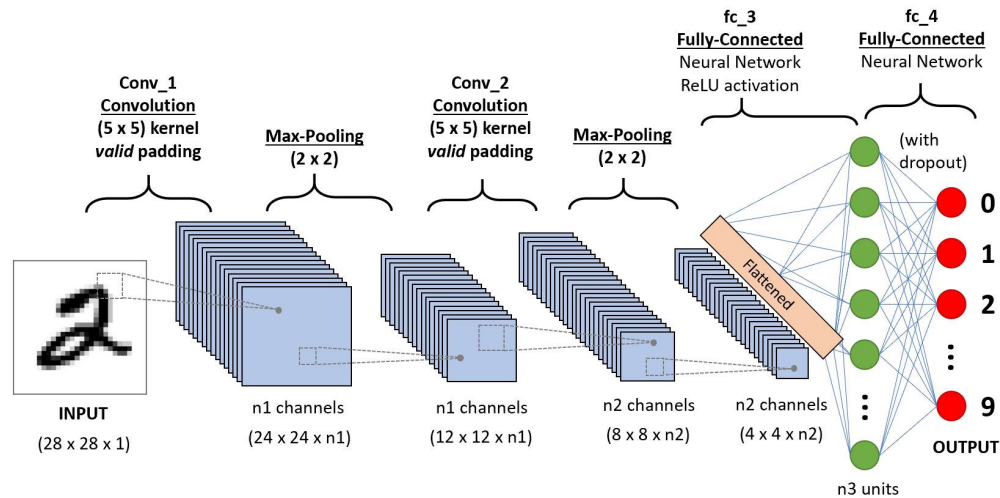 Conv_1
Convolution
(5 x 5) kernel
valid padding
Max-Pooling
(2 x 2)
Conv_2
Convolution
(5 x 5) kernel
valid padding
Max-Pooling
(2 x 2)
fc_3
Fully-Connected
Neural Network
ReLU activation
fc_4
Fully-Connected
Neural Network
(with
dropout)
Flattened
0
1
2
9
OUTPUT
2
INPUT
(28 x 28 x 1)
n1 channels
(24 x 24 x n1)
n1 channels
(12 x 12 x n1)
n2 channels
(8 x 8 x n2)
n2 channels
(4 x 4 x n2)
n3 units